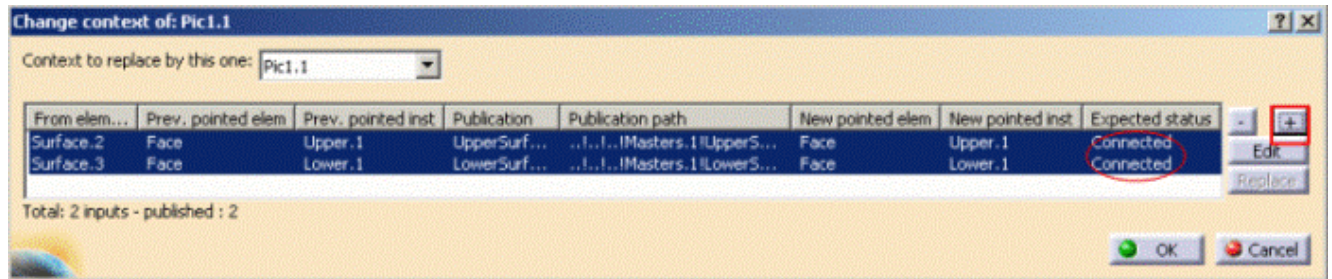 Change context of: Pic1.1
? X
Context to replace by this one: Pic1.1
From elem... Prev. pointed elem Prev. pointed inst Publication Publication path New pointed elem New pointed inst Expected status - +
Surface.2 Face Upper.1 UpperSurf... ..!..!..!Masters.1!UpperS... Face Upper.1 Connected
Surface.3 Face Lower.1 LowerSurf... ..!..!..!Masters.1!LowerS... Face Lower.1 Connected
Edit
Replace
Total: 2 inputs - published : 2
OK Cancel